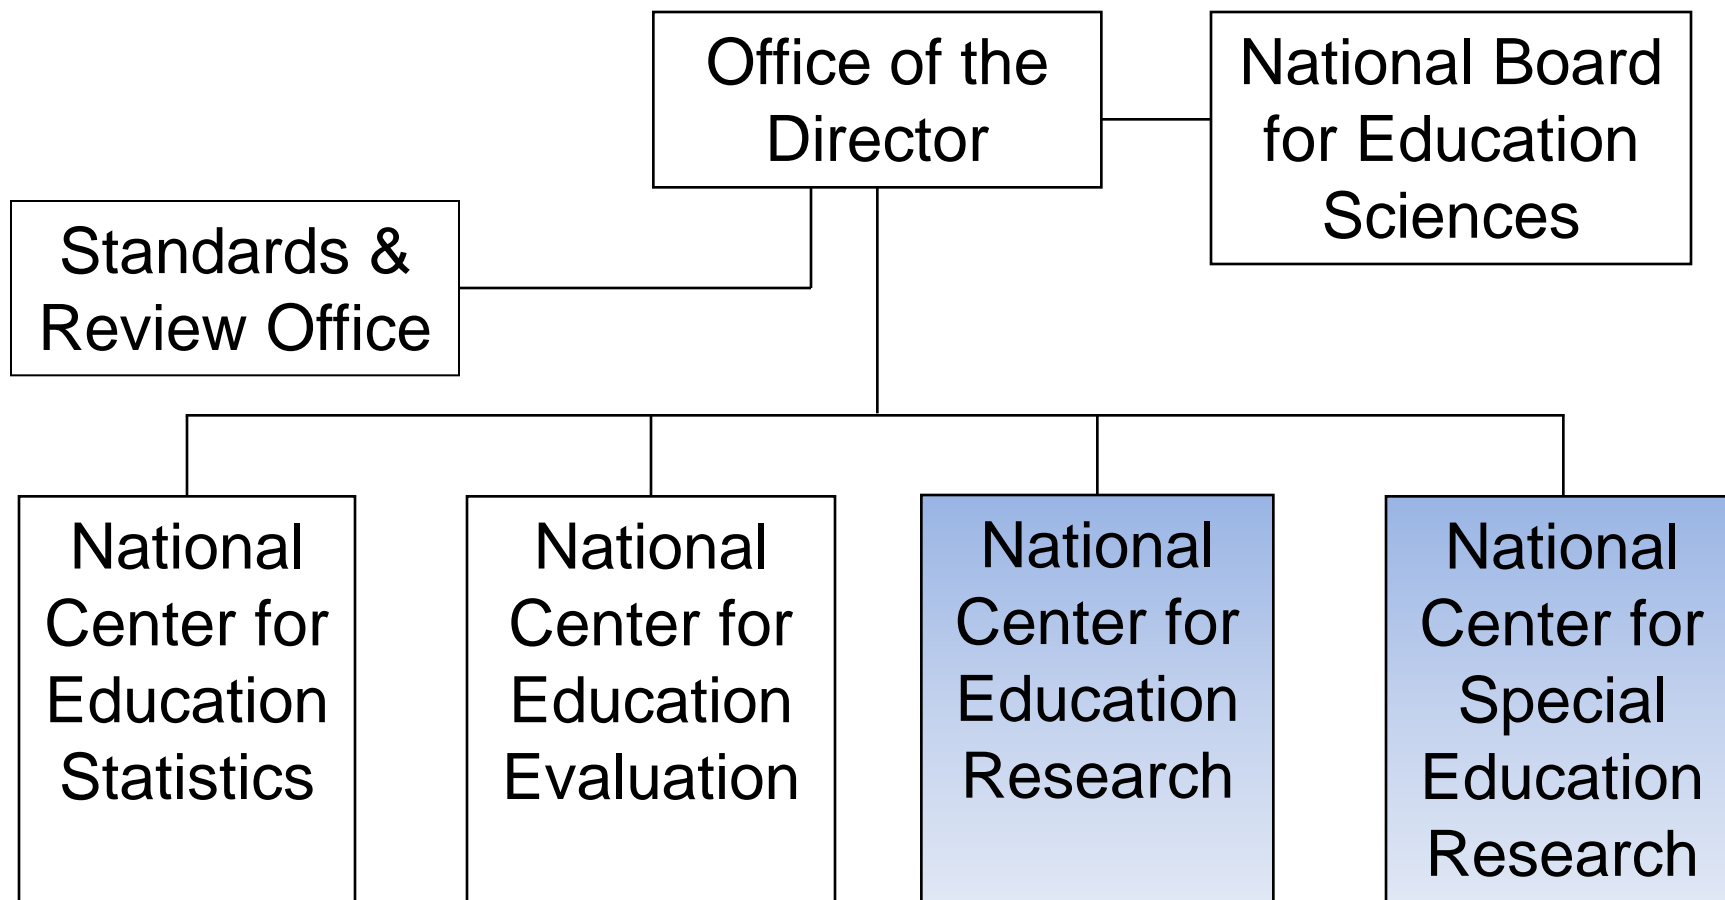 Office of the
Director
National Board
for Education
Sciences
Standards &
Review Office
National
Center for
Education
Statistics
National
Center for
Education
Evaluation
National
Center for
Education
Research
National
Center for
Special
Education
Research